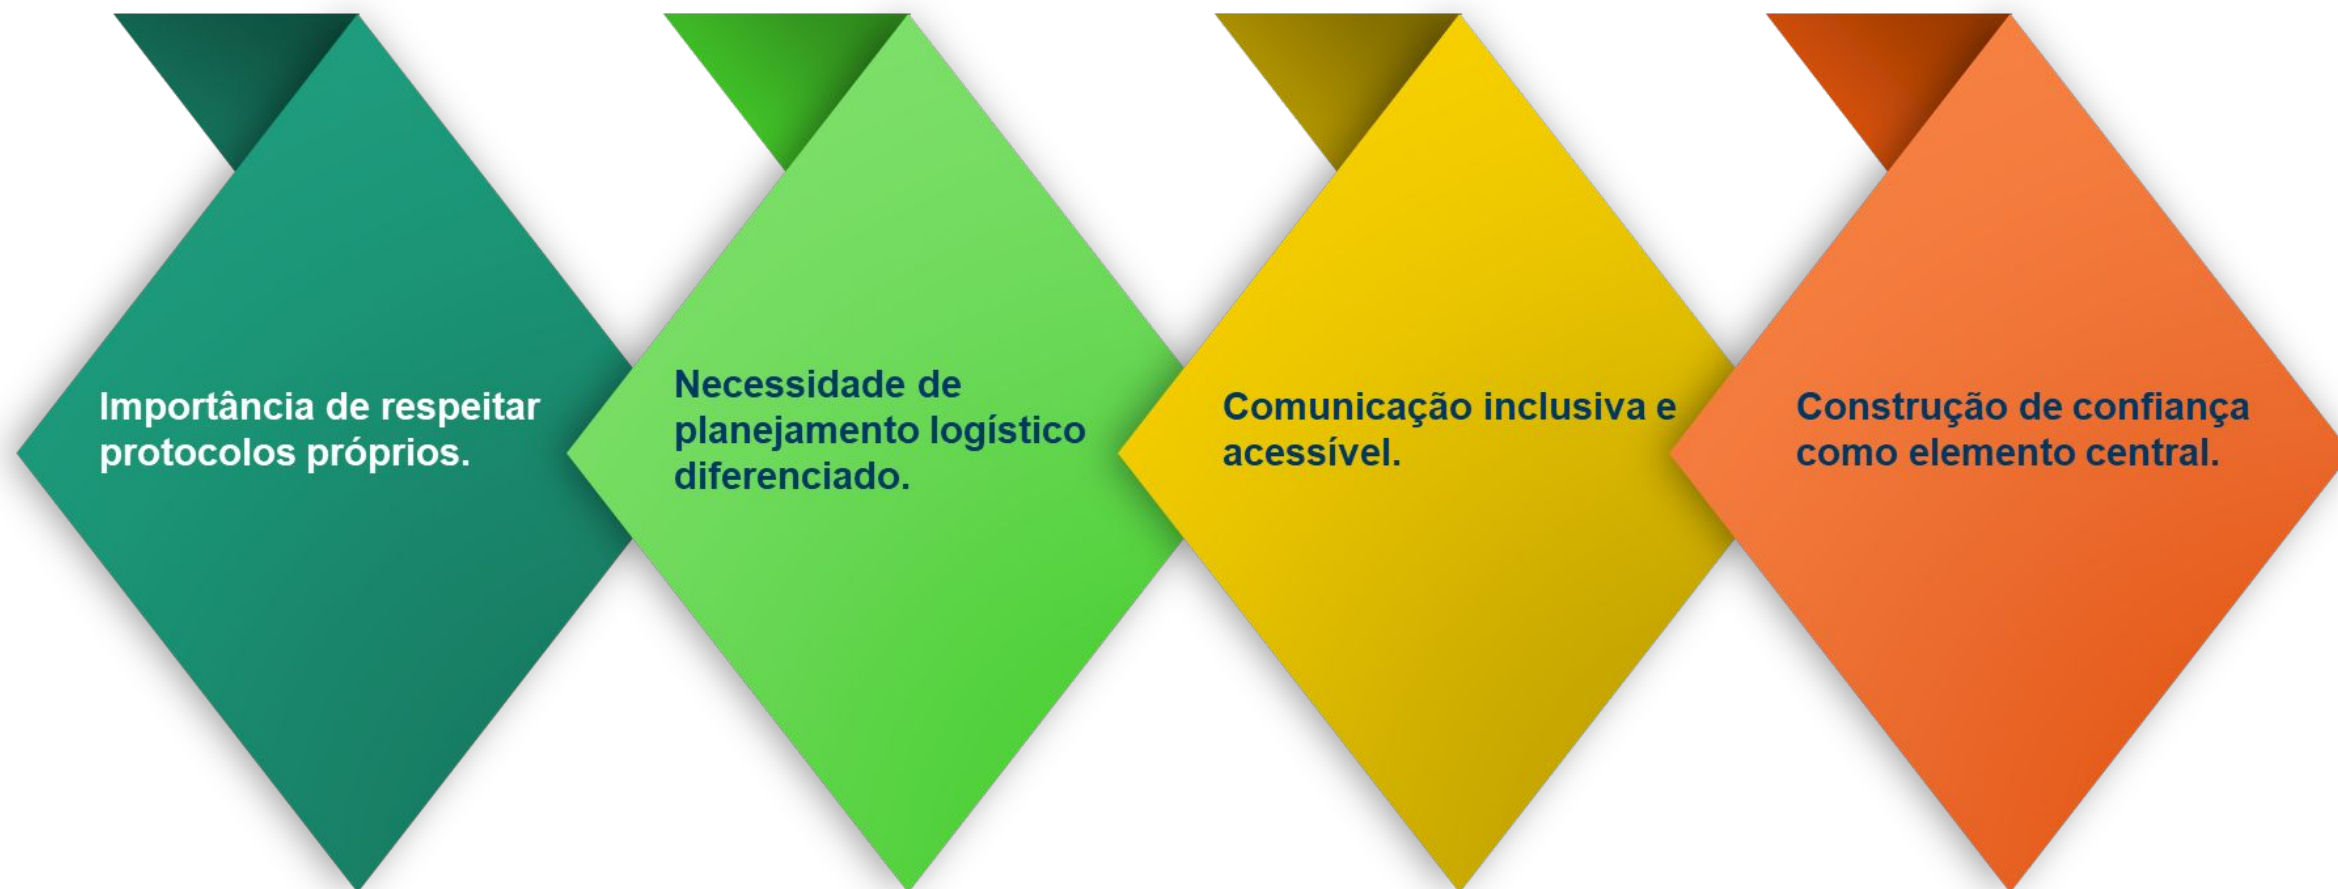 Importância de respeitar
protocolos próprios.
Necessidade de
planejamento logístico
diferenciado.
Comunicação inclusiva e
acessível.
Construção de confiança
como elemento central.